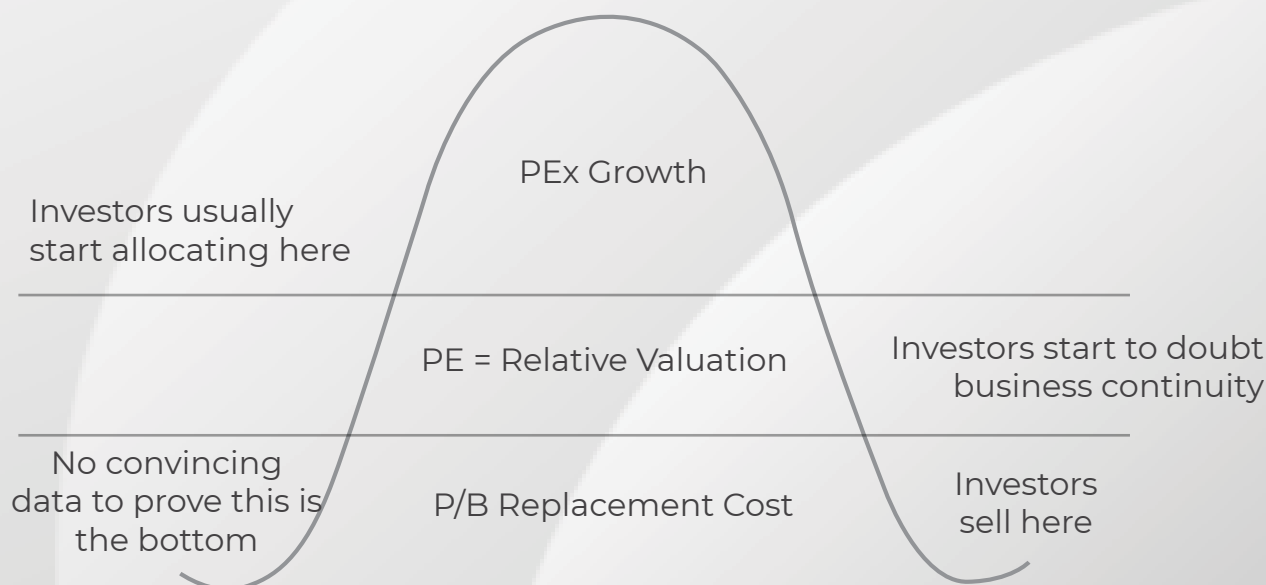 PEx Growth
Investors usually
start allocating here
PE = Relative Valuation
Investors start to doubt
business continuity
No convincing
data to prove this is
the bottom
P/B Replacement Cost
Investors
sell here